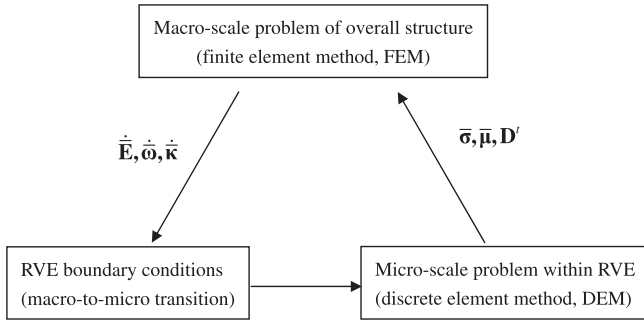 Macro-scale problem of overall structure
(finite element method, FEM)
Ė̅, ω̅̇, κ̅̇
σ̅, μ̅, Dᵗ
RVE boundary conditions
(macro-to-micro transition)
Micro-scale problem within RVE
(discrete element method, DEM)